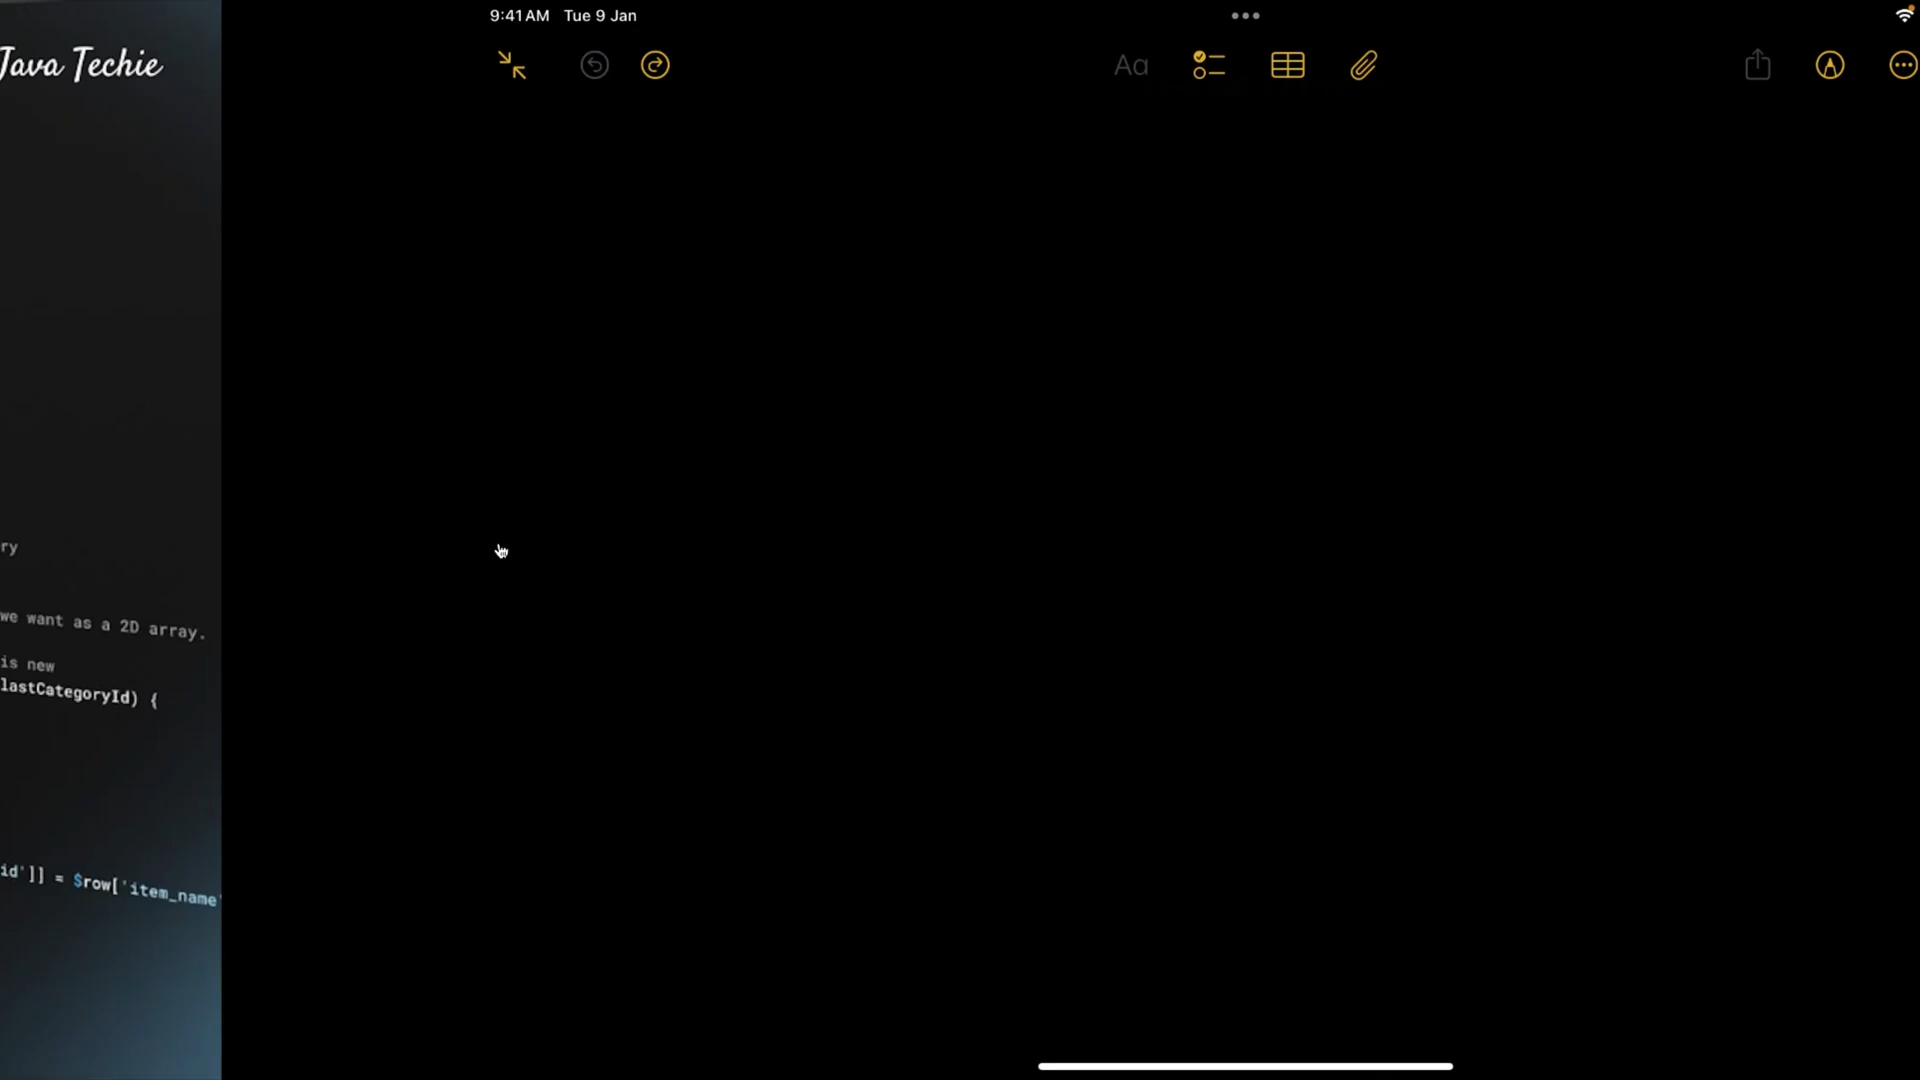 Java Techie
9:41 AM Tue 9 Jan
Aa
ry
we want as a 2D array.
is new
lastCategoryId) {
id']] = $row['item_name'